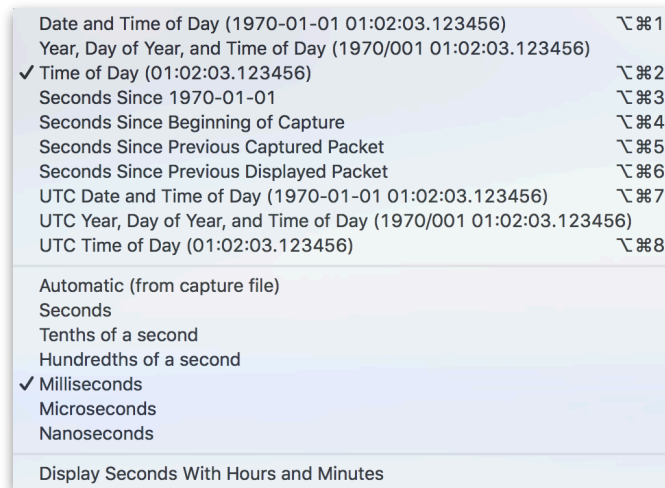 Date and Time of Day (1970-01-01 01:02:03.123456) ⌥⌘1
Year, Day of Year, and Time of Day (1970/001 01:02:03.123456)
✓ Time of Day (01:02:03.123456) ⌥⌘2
Seconds Since 1970-01-01 ⌥⌘3
Seconds Since Beginning of Capture ⌥⌘4
Seconds Since Previous Captured Packet ⌥⌘5
Seconds Since Previous Displayed Packet ⌥⌘6
UTC Date and Time of Day (1970-01-01 01:02:03.123456) ⌥⌘7
UTC Year, Day of Year, and Time of Day (1970/001 01:02:03.123456)
UTC Time of Day (01:02:03.123456) ⌥⌘8
Automatic (from capture file)
Seconds
Tenths of a second
Hundredths of a second
✓ Milliseconds
Microseconds
Nanoseconds
Display Seconds With Hours and Minutes